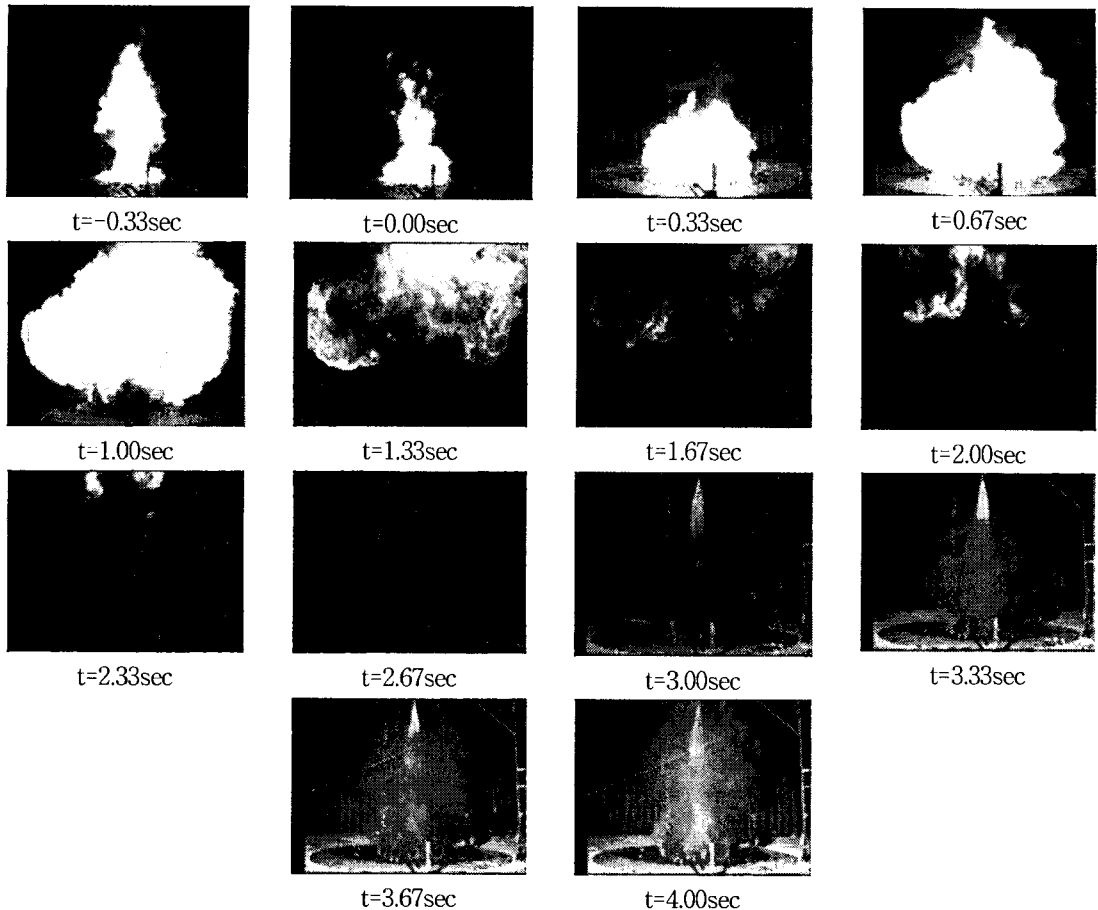 t=-0.33sec
t=0.00sec
t=0.33sec
t=0.67sec
t=1.00sec
t=1.33sec
t=1.67sec
t=2.00sec
t=2.33sec
t=2.67sec
t=3.00sec
t=3.33sec
t=3.67sec
t=4.00sec